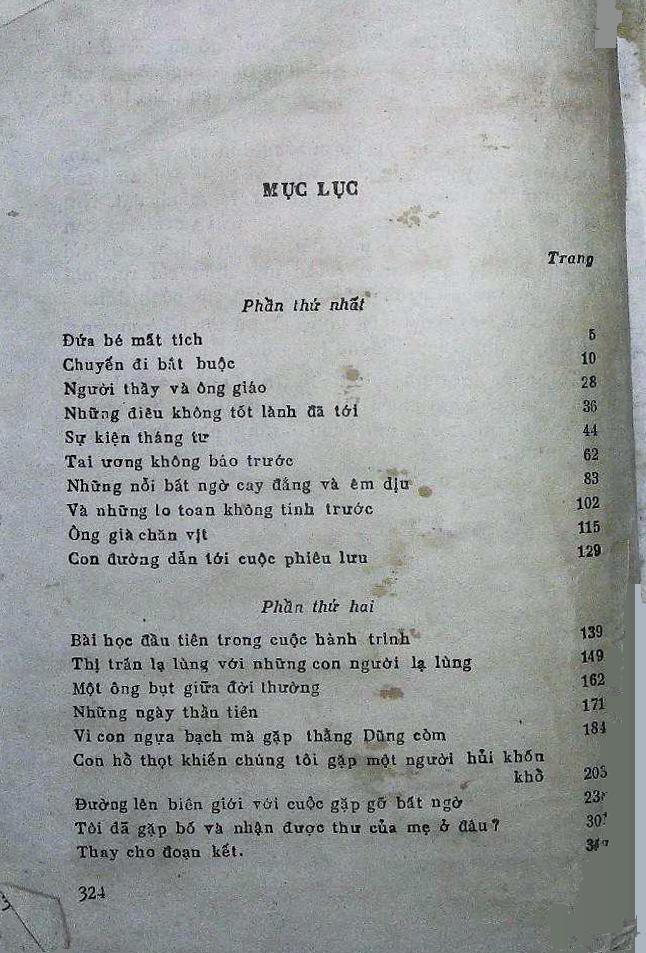 MỤC LỤC
Trang
Phần thứ nhất
Đứa bé mất tích 5
Chuyến đi bắt buộc 10
Người thầy và ông giáo 28
Những điều không tốt lành đã tới 36
Sự kiện tháng tư 44
Tai ương không báo trước 62
Những nỗi bất ngờ cay đắng và êm dịu 83
Và những lo toan không tính trước 102
Ông già chăn vịt 115
Con đường dẫn tới cuộc phiêu lưu 129
Phần thứ hai
Bài học đầu tiên trong cuộc hành trình 139
Thị trấn lạ lùng với những con người lạ lùng 149
Một ông bụt giữa đời thường 162
Những ngày thần tiên 171
Vì con ngựa bạch mà gặp thằng Dũng còm 184
Con hồ thọt khiến chúng tôi gặp một người hủi khốn
khổ 205
Đường lên biên giới với cuộc gặp gỡ bất ngờ
Tôi đã gặp bố và nhận được thư của mẹ ở đâu?
Thay cho đoạn kết.
324